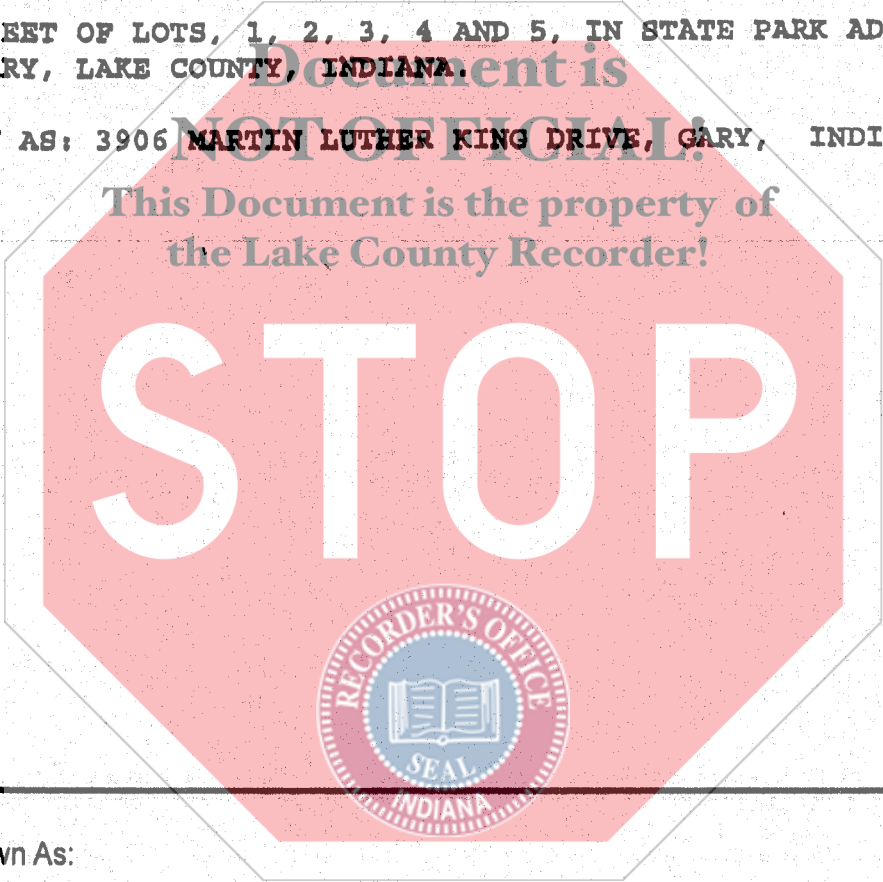 EET OF LOTS, 1, 2, 3, 4 AND 5, IN STATE PARK AD
RY, LAKE COUNTY, INDIANA.
Document is
AS: 3906 MARTIN LUTHER KING DRIVE, GARY, INDI
NOT OFFICIAL!
This Document is the property of
the Lake County Recorder!
STOP
RECORDER'S OFFICE
SEAL
INDIANA
wn As: